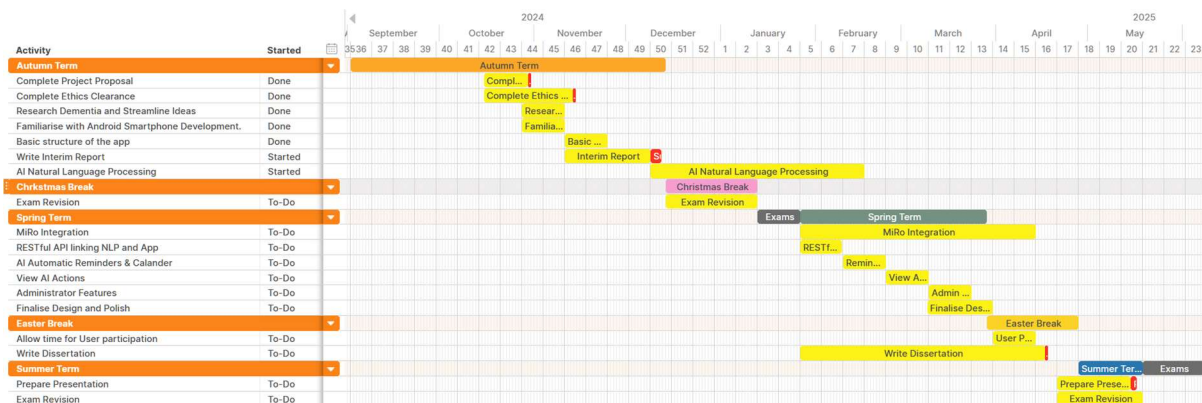 2024 2025
September October November December January February March April May
Activity Started 35 36 37 38 39 40 41 42 43 44 45 46 47 48 49 50 51 52 1 2 3 4 5 6 7 8 9 10 11 12 13 14 15 16 17 18 19 20 21 22 23
Autumn Term Autumn Term
Complete Project Proposal Done Compl...
Complete Ethics Clearance Done Complete Ethics ...
Research Dementia and Streamline Ideas Done Resear...
Familiarise with Android Smartphone Development. Done Familia...
Basic structure of the app Done Basic ...
Write Interim Report Started Interim Report
AI Natural Language Processing Started AI Natural Language Processing
Chrkstmas Break Christmas Break
Exam Revision To-Do Exam Revision
Spring Term Exams Spring Term
MiRo Integration To-Do MiRo Integration
RESTful API linking NLP and App To-Do RESTf...
AI Automatic Reminders & Calander To-Do Remin...
View AI Actions To-Do View A...
Administrator Features To-Do Admin ...
Finalise Design and Polish To-Do Finalise Des...
Easter Break Easter Break
Allow time for User participation To-Do User P...
Write Dissertation To-Do Write Dissertation
Summer Term Summer Ter... Exams
Prepare Presentation To-Do Prepare Prese...
Exam Revision To-Do Exam Revision